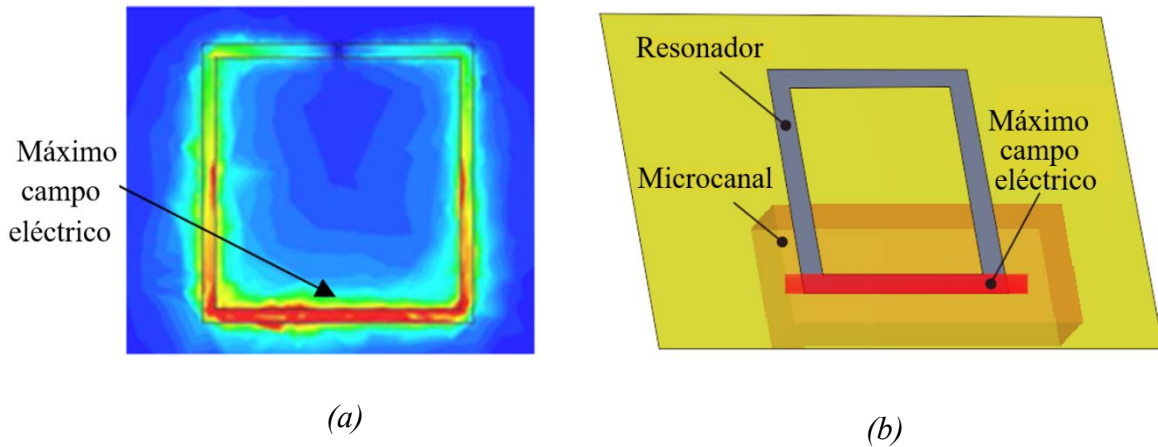 Máximo
campo
eléctrico
(a)
Resonador
Microcanal
Máximo
campo
eléctrico
(b)